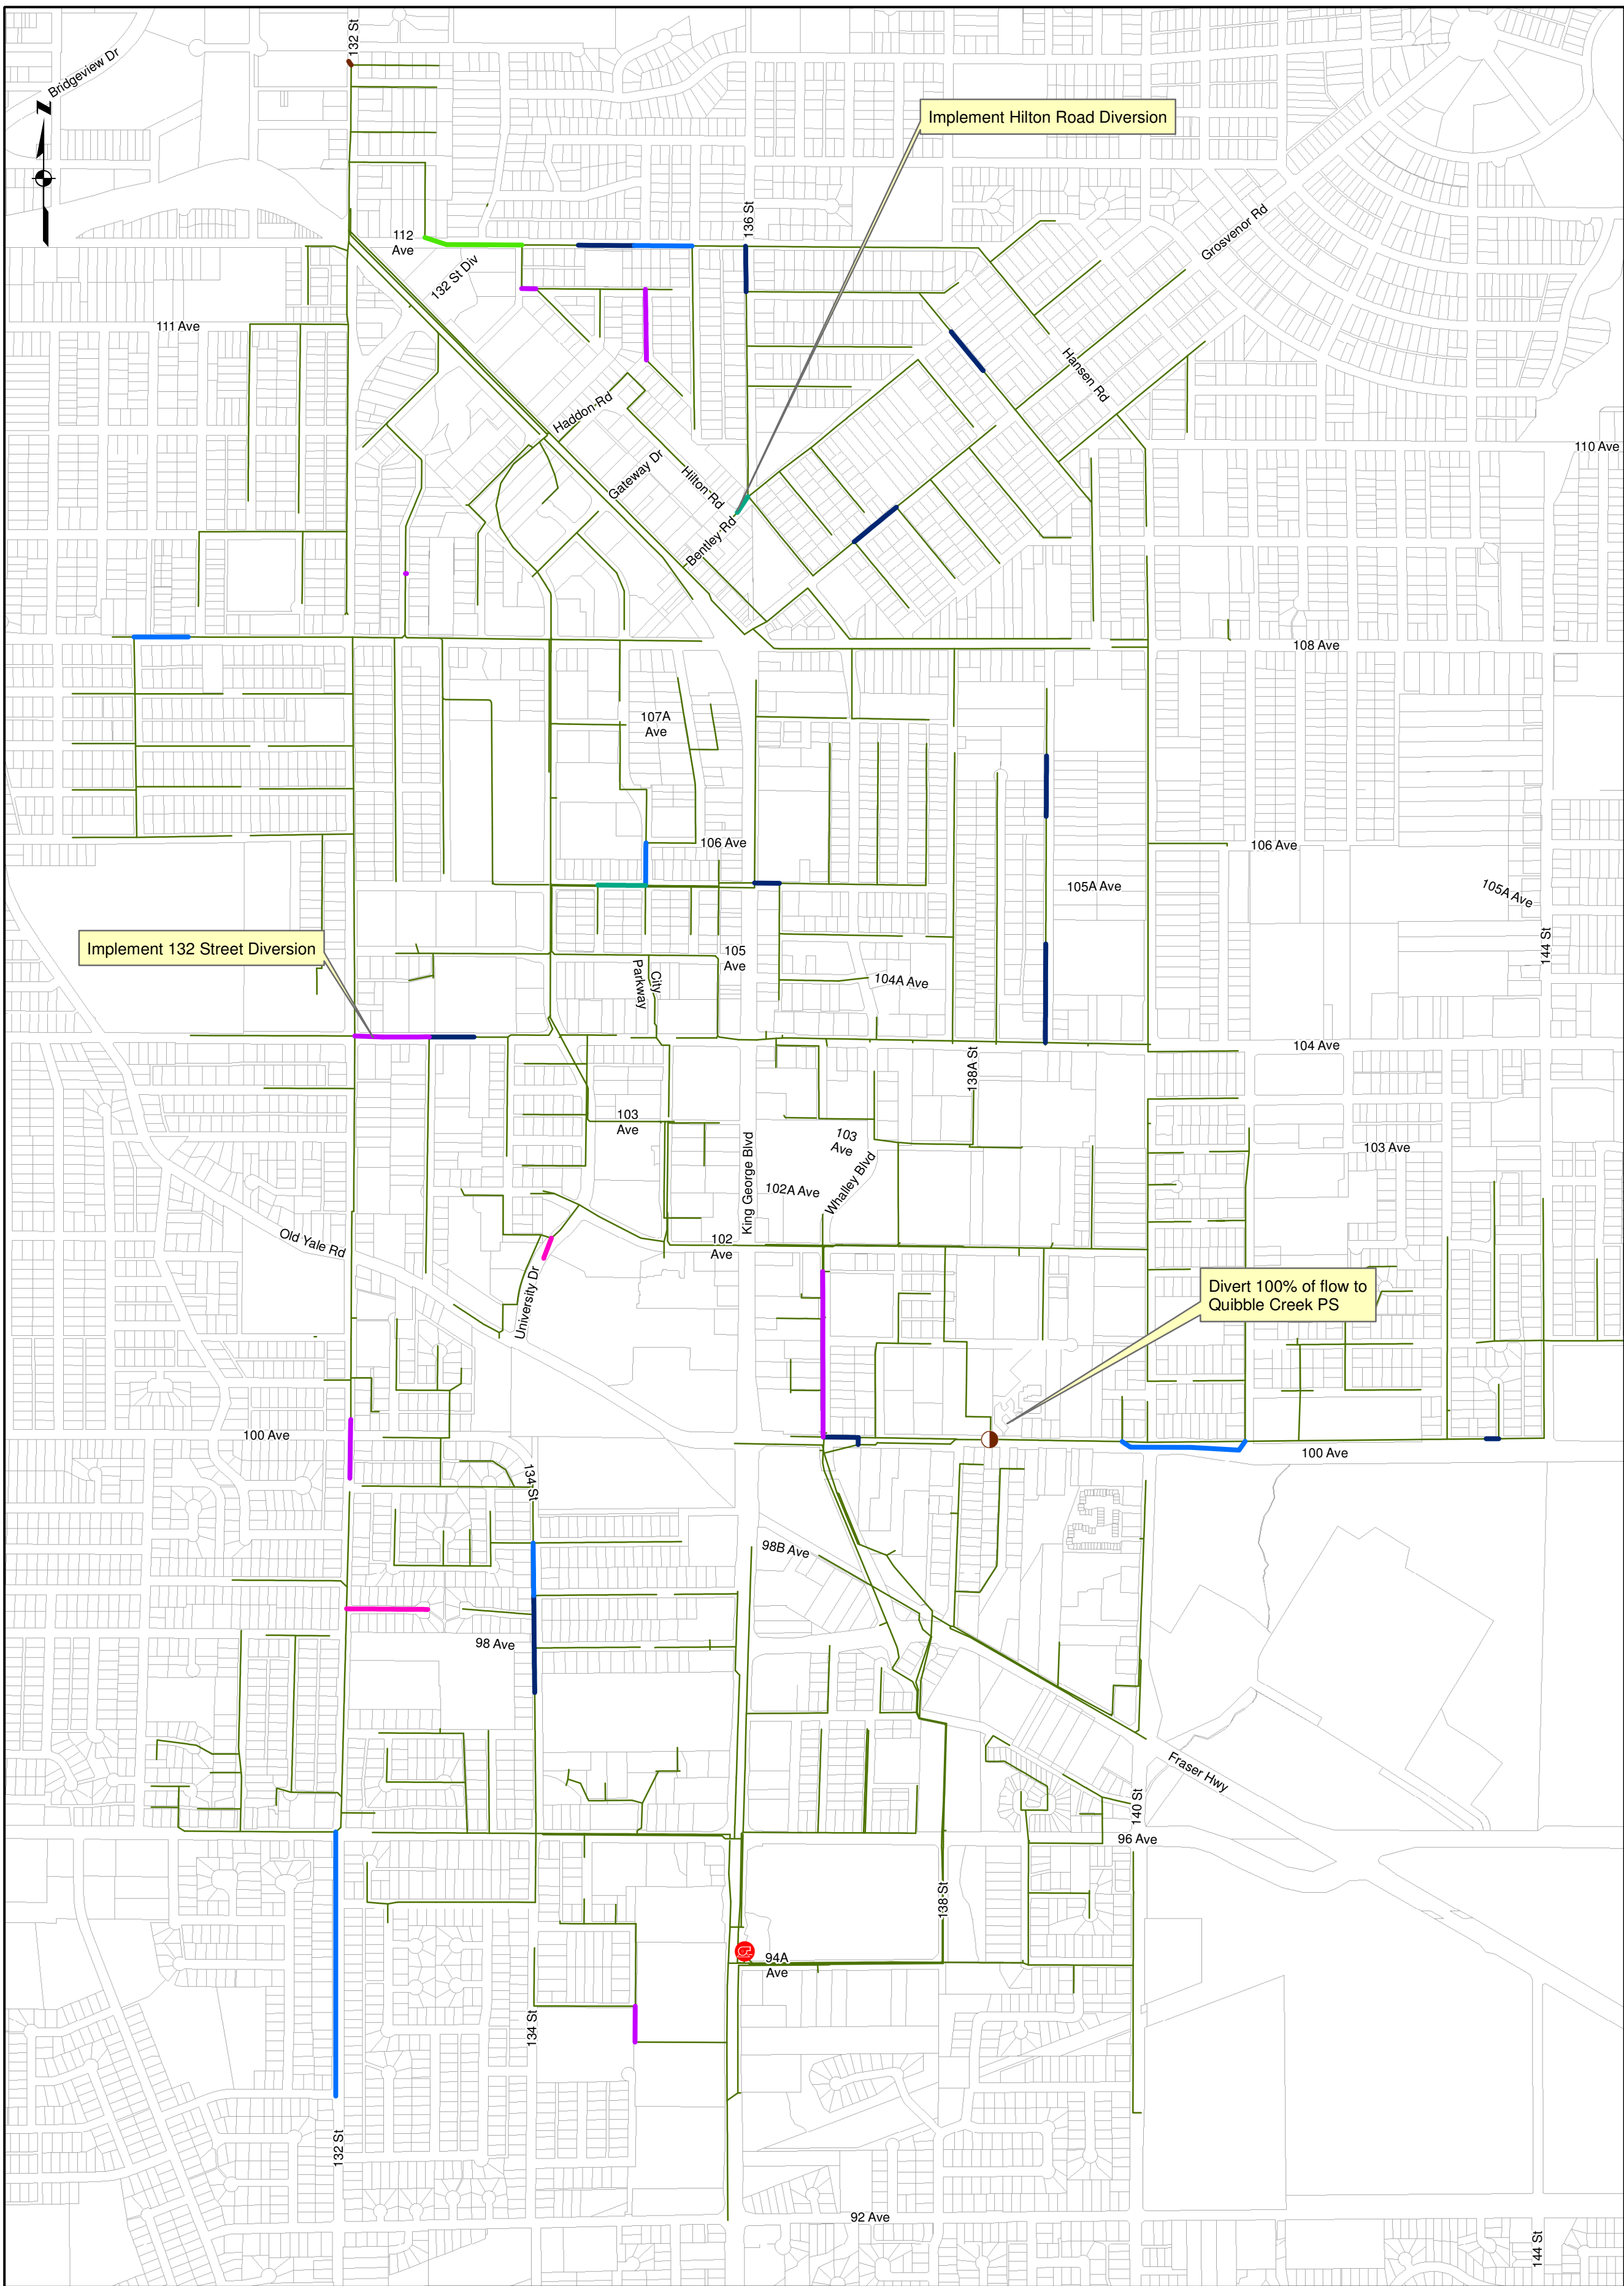 132 St
Bridgeview Dr
N
Implement Hilton Road Diversion
136 St
Grosvenor Rd
112
Ave
132 St Div
111 Ave
Hansen Rd
Haddon Rd
110 Ave
Gateway Dr
Hilton Rd
Bentley Rd
108 Ave
107A
Ave
106 Ave
106 Ave
105A Ave
105A Ave
144 St
Implement 132 Street Diversion
105
Ave
City
Parkway
104A Ave
104 Ave
138A St
103
Ave
103
Ave
103 Ave
King George Blvd
Whalley Blvd
102A Ave
Old Yale Rd
102
Ave
University Dr
Divert 100% of flow to
Quibble Creek PS
100 Ave
100 Ave
134 St
98B Ave
98 Ave
Fraser Hwy
140 St
96 Ave
138 St
94A
Ave
134 St
132 St
92 Ave
144 St